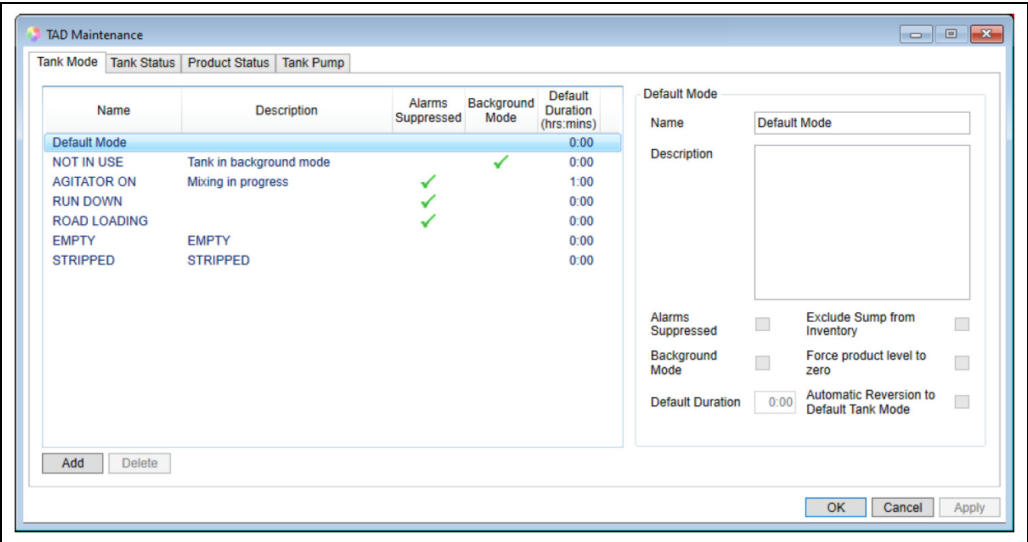 TAD Maintenance
Tank Mode Tank Status Product Status Tank Pump
Name Description Alarms Suppressed Background Mode Default Duration (hrs:mins)
Default Mode 0:00
NOT IN USE Tank in background mode 0:00
AGITATOR ON Mixing in progress 1:00
RUN DOWN 0:00
ROAD LOADING 0:00
EMPTY EMPTY 0:00
STRIPPED STRIPPED 0:00
Add Delete
Default Mode
Name Default Mode
Description
Alarms Suppressed
Exclude Sump from Inventory
Background Mode
Force product level to zero
Default Duration 0:00
Automatic Reversion to Default Tank Mode
OK Cancel Apply